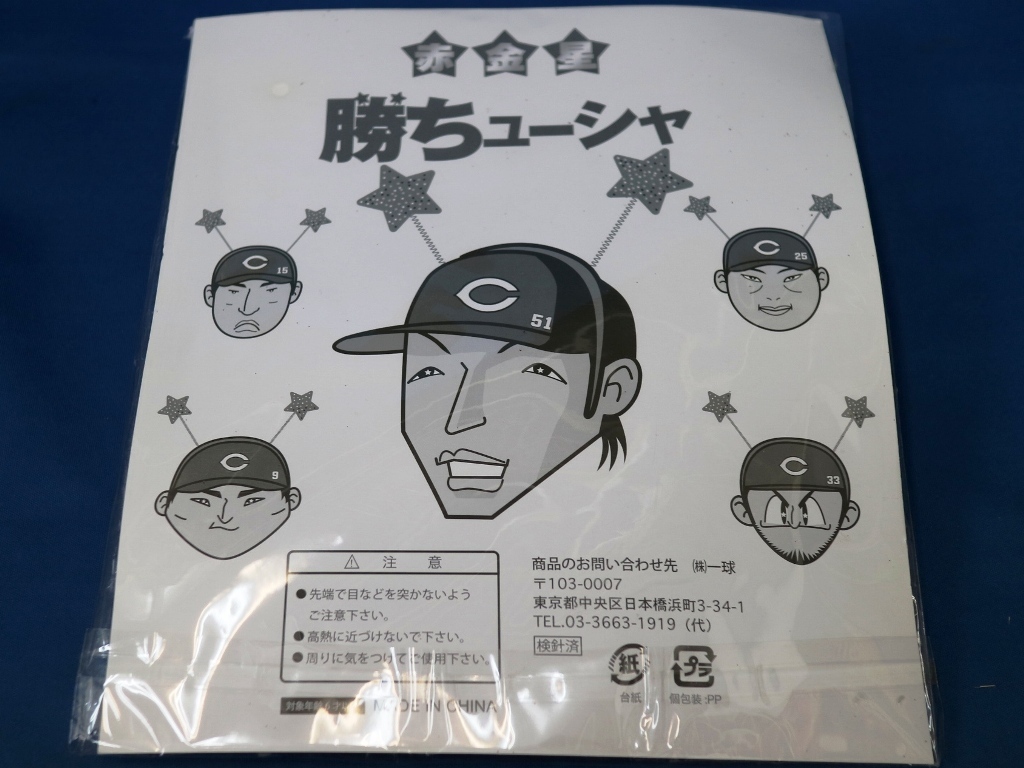 赤金星
勝ちューシャ
C
15
C
51
C
25
C
9
C
33
注 意
●先端で目などを突かないよう
ご注意下さい。
●高熱に近づけないで下さい。
●周りに気をつけてご使用下さい。
対象年齢
MADE IN CHINA
商品のお問い合わせ先 ㈱一球
〒103-0007
東京都中央区日本橋浜町3-34-1
TEL.03-3663-1919（代）
検針済
紙
台紙
プラ
個包装:PP